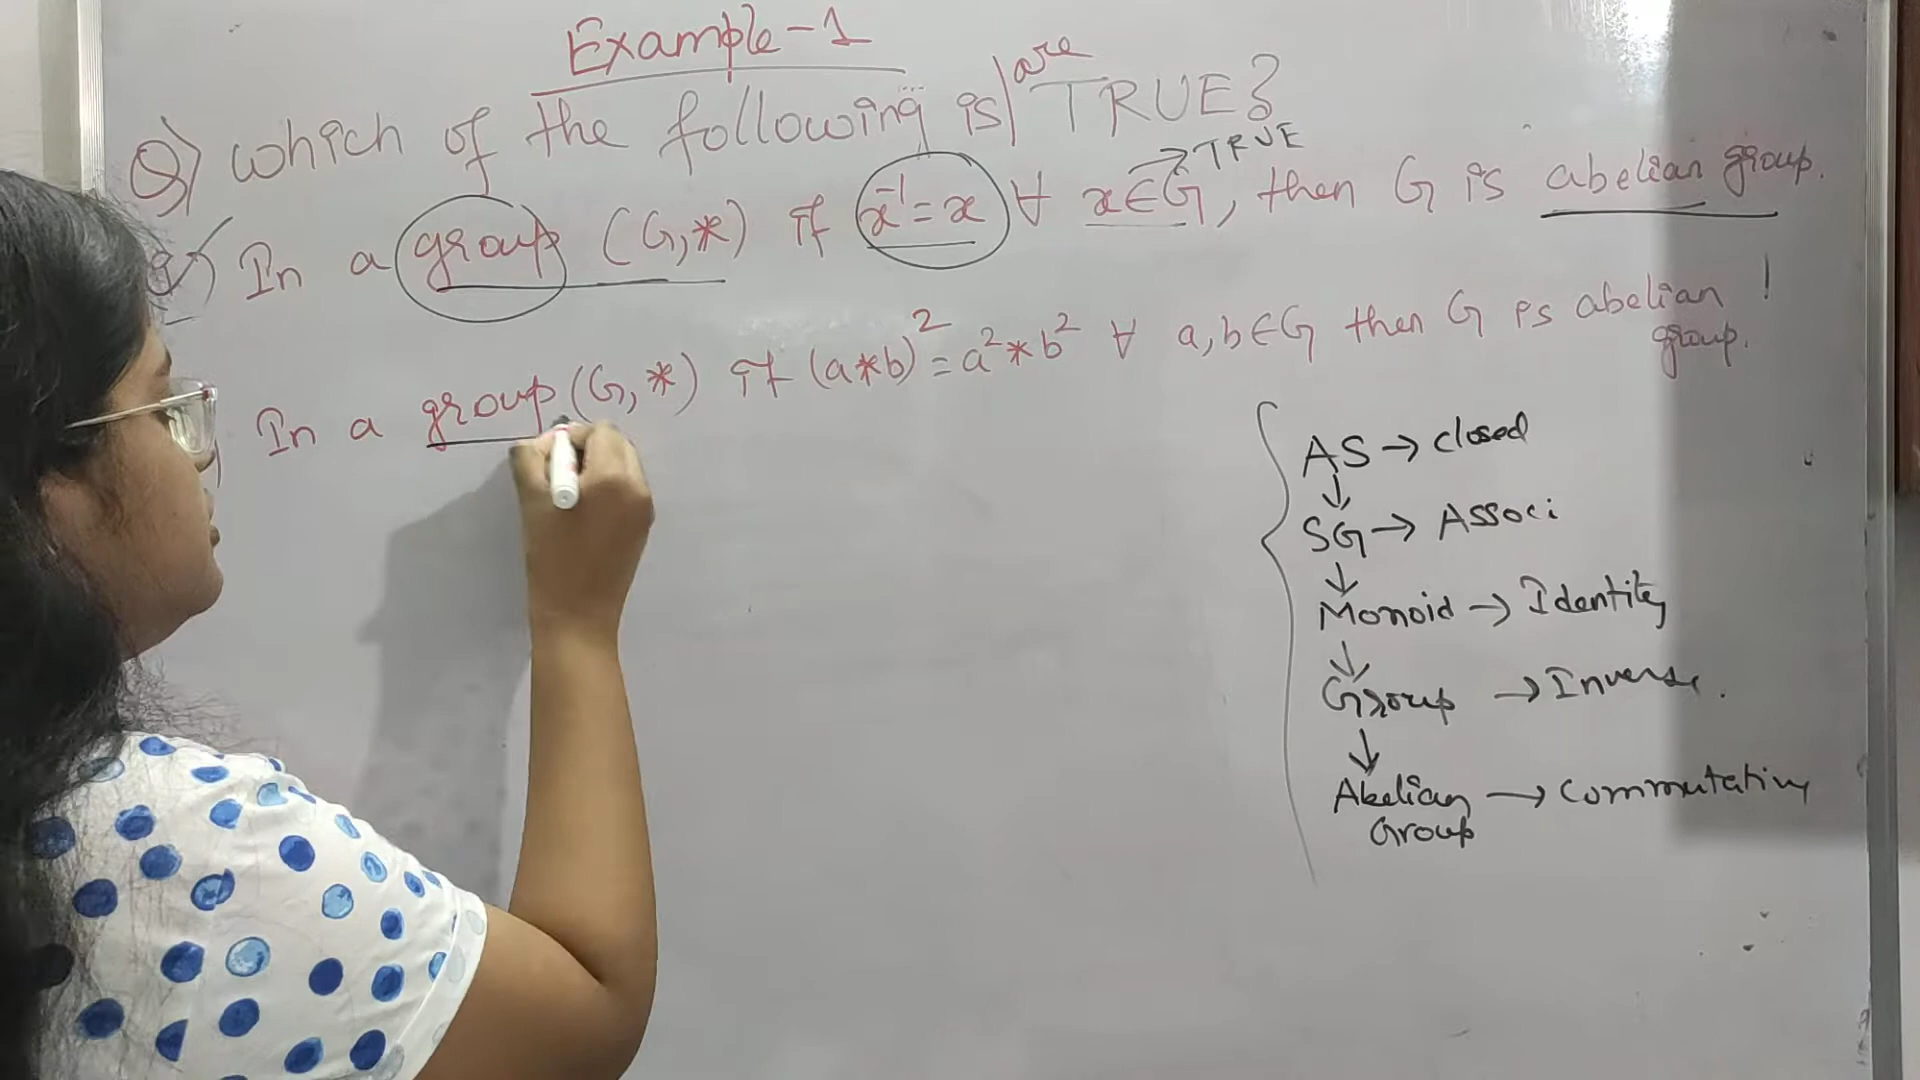 Example-1
Q) which of the following is/are TRUE?
→ TRUE
a) In a group (G,*) if x⁻¹=x ∀ x∈G, then G is abelian group.
In a group (G,*) if (a*b)²=a²*b² ∀ a,b∈G then G is abelian
group.
AS → closed
↓
SG → Associ
↓
Monoid → Identity
↓
Group → Inverse.
↓
Abelian → Commutative
Group